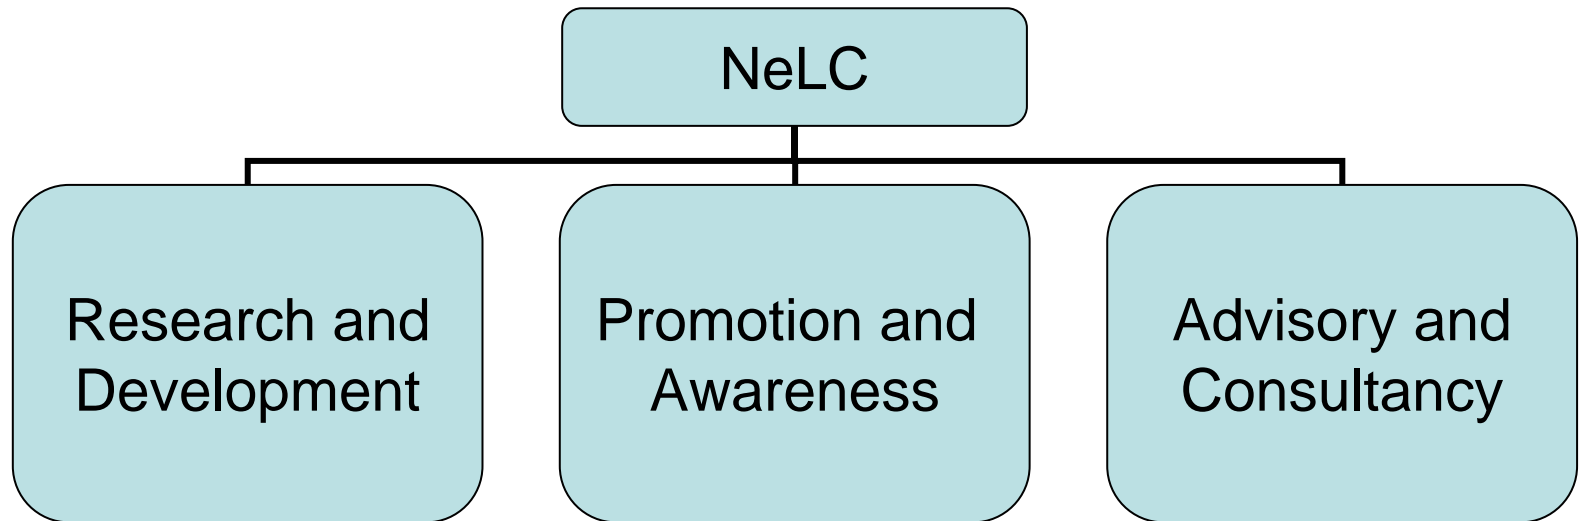 NeLC
Research and
Development
Promotion and
Awareness
Advisory and
Consultancy